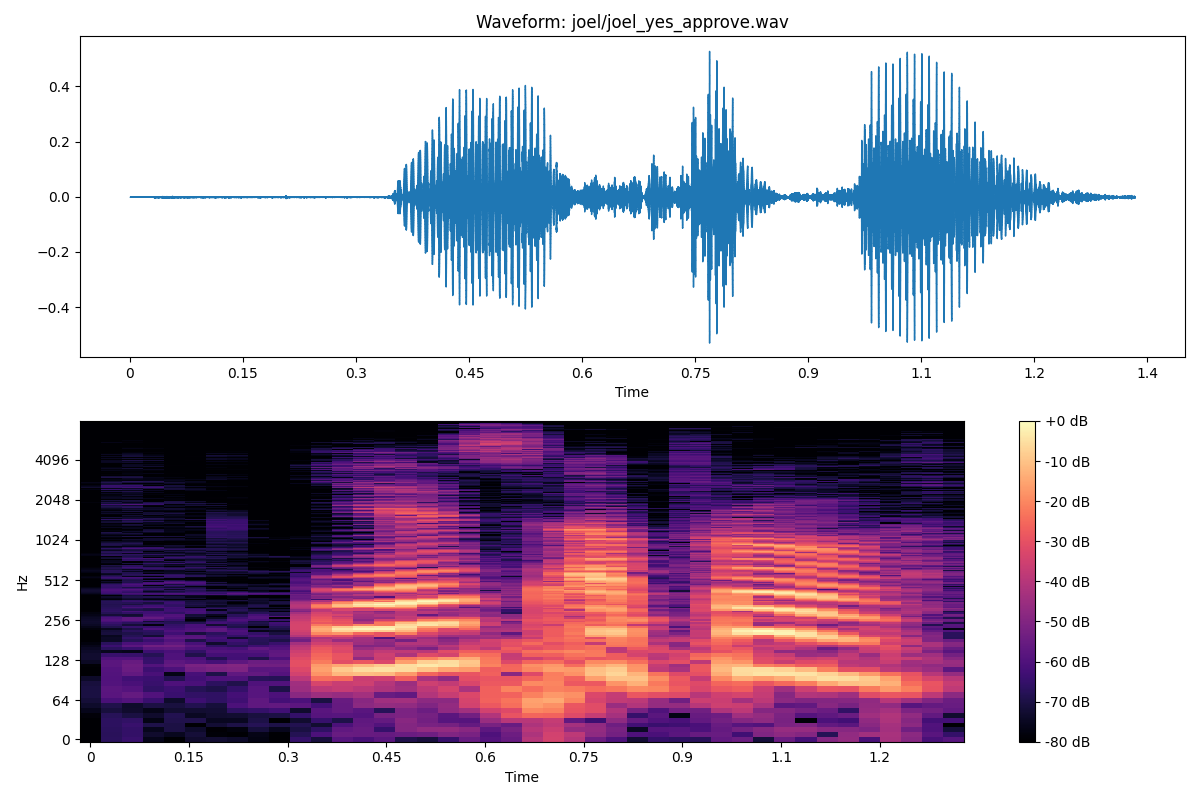 Waveform: joel/joel_yes_approve.wav
0.4
0.2
0.0
−0.2
−0.4
0 0.15 0.3 0.45 0.6 0.75 0.9 1.1 1.2 1.4
Time
Hz
4096
2048
1024
512
256
128
64
0
0 0.15 0.3 0.45 0.6 0.75 0.9 1.1 1.2
Time
+0 dB
-10 dB
-20 dB
-30 dB
-40 dB
-50 dB
-60 dB
-70 dB
-80 dB